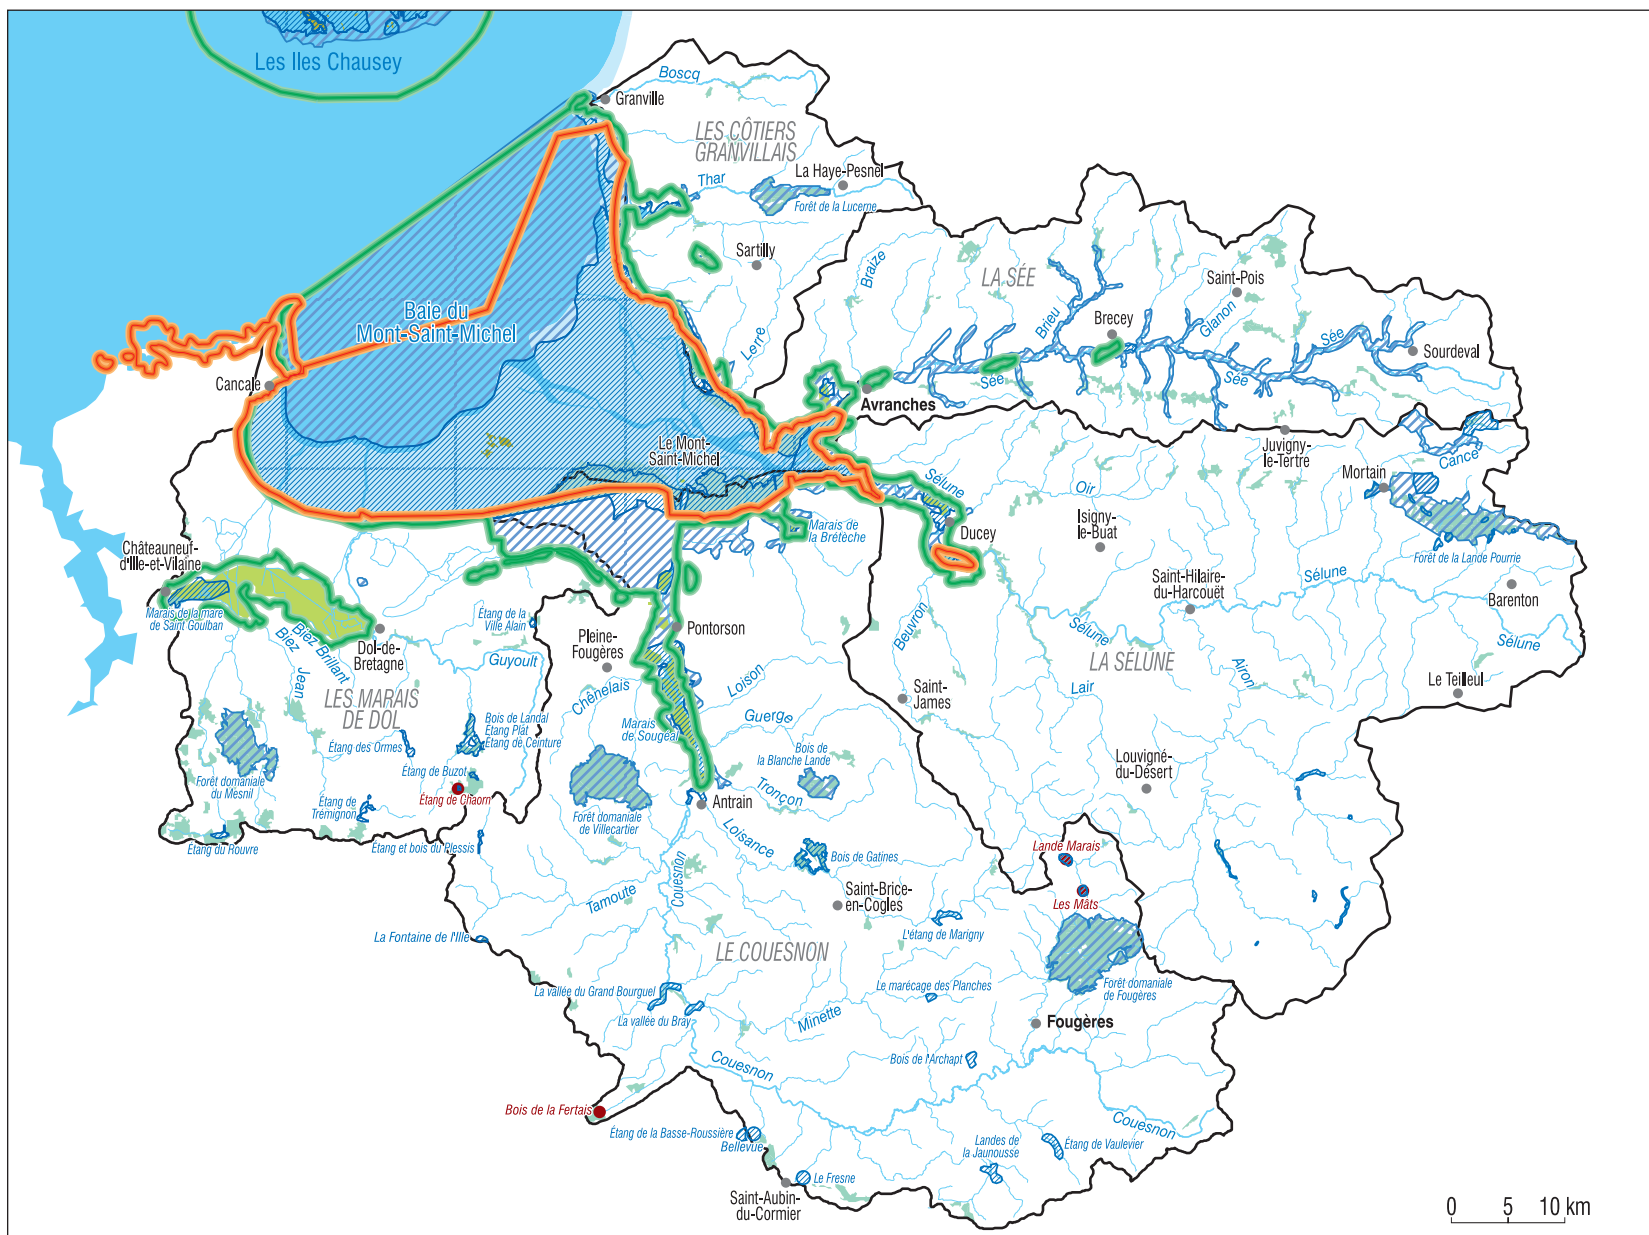 Les Iles Chausey
Boscq
Granville
LES CÔTIERS
GRANVILLAIS
La Haye-Pesnel
Thar
Forêt de la Lucerne
Sartilly
Braize
LA SÉE
Saint-Pois
Brieu
Brecey
Glanon
Sée
Sourdeval
Baie du
Mont-Saint-Michel
Lerre
Cancale
Sée
Sée
Avranches
Juvigny-
le-Tertre
Cance
Le Mont-
Saint-Michel
Mortain
Sélune
Oir
Isigny-
le-Buat
Ducey
Marais de
la Brétèche
Forêt de la Lande Pourrie
Châteauneuf-
d'Ille-et-Vilaine
Saint-Hilaire-
du-Harcouët
Sélune
Barenton
Marais de la mare
de Saint Goulban
Étang de la
Ville Alain
Biez
Biez Brillant
Dol-de-
Bretagne
Pleine-
Fougères
Pontorson
Beuvron
Sélune
Sélune
Guyoult
LA SÉLUNE
Airon
Jean
Loison
Lair
Le Teilleul
LES MARAIS
DE DOL
Chênelais
Saint-
James
Guerge
Marais
de Sougéal
Bois de Landal
Étang Plât
Étang de Ceinture
Étang des Ormes
Bois de
la Blanche Lande
Louvigné-
du-Désert
Étang de Buzot
Forêt domaniale
du Mesnil
Étang de Chaorn
Tronçon
Étang de
Trémignon
Antrain
Forêt domaniale
de Villecartier
Loisance
Étang du Rouvre
Étang et bois du Plessis
Bois de Gatines
Lande Marais
Couesnon
Tamoute
Saint-Brice-
en-Cogles
Les Mâts
L'étang de Marigny
La Fontaine de l'Ille
LE COUESNON
La vallée du Grand Bourguel
Le marécage des Planches
Forêt domaniale
de Fougères
La vallée du Bray
Minette
Fougères
Couesnon
Bois de l'Archapt
Bois de la Fertais
Couesnon
Étang de la Basse-Roussière
Bellevue
Landes de
la Jaunousse
Étang de Vaulevier
Le Fresne
Saint-Aubin-
du-Cormier
0 5 10 km